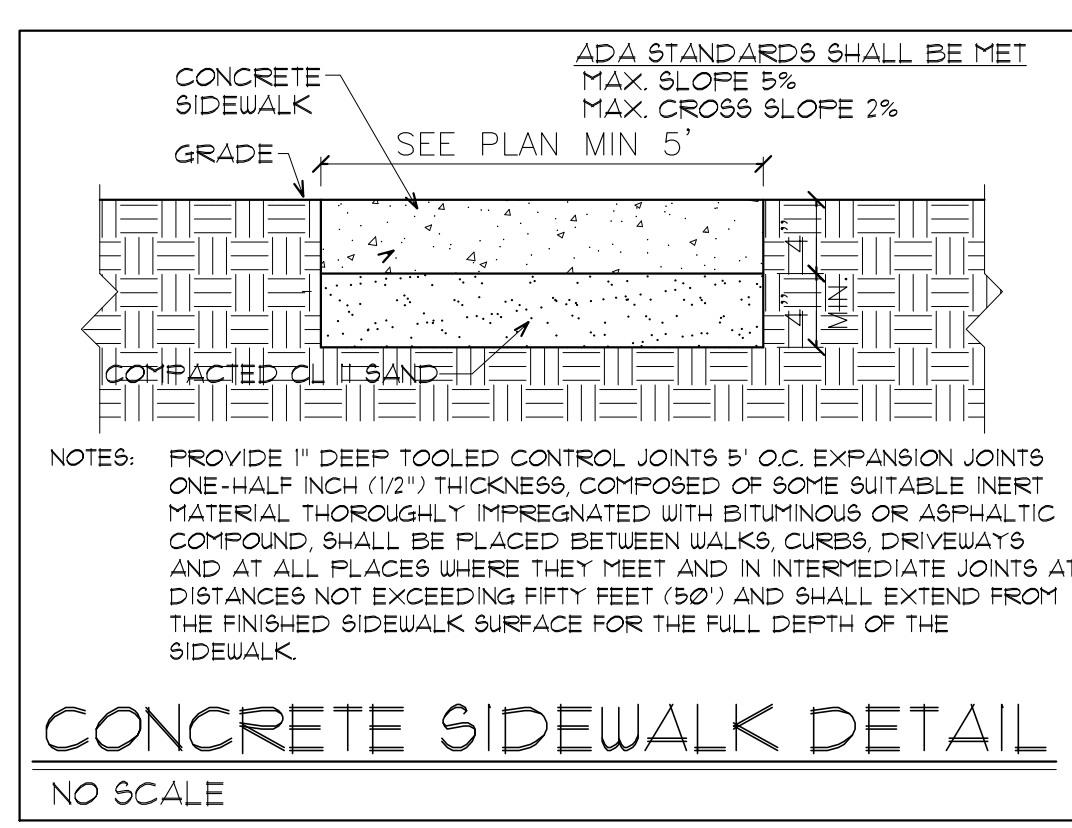 ADA STANDARDS SHALL BE MET
MAX. SLOPE 5%
MAX. CROSS SLOPE 2%
CONCRETE
SIDEWALK
SEE PLAN MIN 5'
GRADE
4"
4"
MIN.
COMPACTED CL II SAND
NOTES: PROVIDE 1" DEEP TOOLED CONTROL JOINTS 5' O.C. EXPANSION JOINTS
ONE-HALF INCH (1/2") THICKNESS, COMPOSED OF SOME SUITABLE INERT
MATERIAL THOROUGHLY IMPREGNATED WITH BITUMINOUS OR ASPHALTIC
COMPOUND, SHALL BE PLACED BETWEEN WALKS, CURBS, DRIVEWAYS
AND AT ALL PLACES WHERE THEY MEET AND IN INTERMEDIATE JOINTS AT
DISTANCES NOT EXCEEDING FIFTY FEET (50') AND SHALL EXTEND FROM
THE FINISHED SIDEWALK SURFACE FOR THE FULL DEPTH OF THE
SIDEWALK.
CONCRETE SIDEWALK DETAIL
NO SCALE